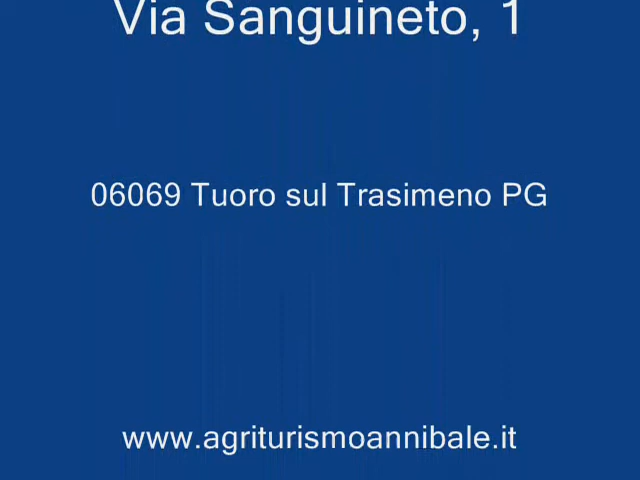 Via Sanguineto, 1
06069 Tuoro sul Trasimeno PG
www.agriturismoannibale.it